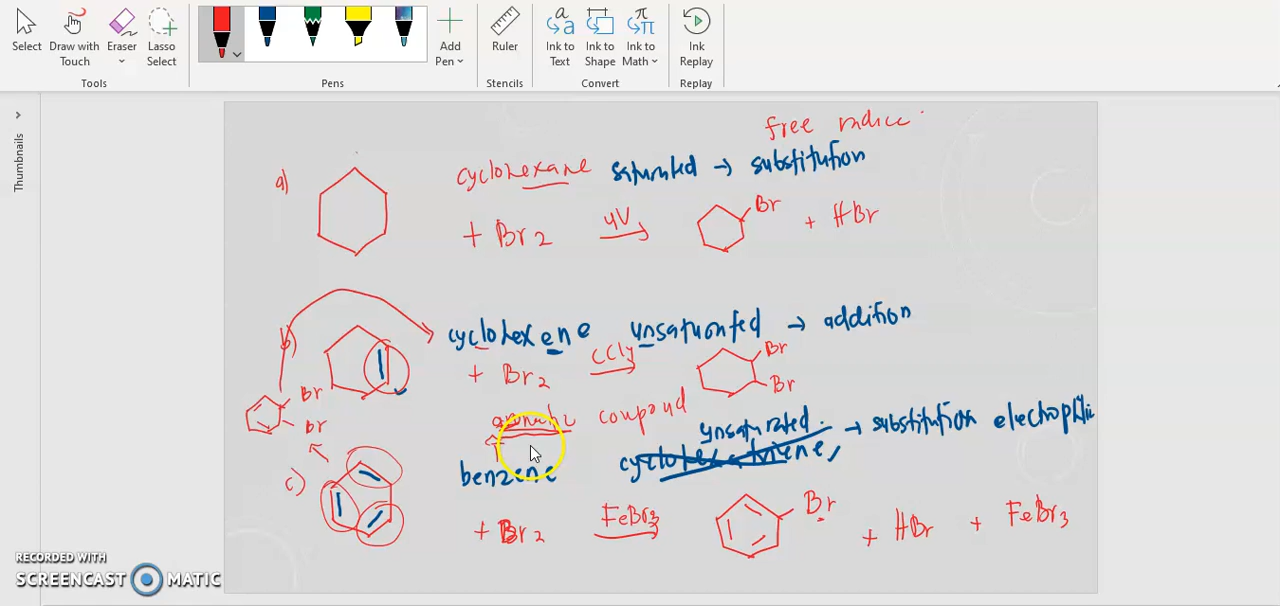 Select
Draw with Touch
Eraser
Lasso Select
Add Pen
Ruler
Ink to Text
Ink to Shape
Ink to Math
Ink Replay
Tools
Pens
Stencils
Convert
Replay
Thumbnails
free
a) cyclohexane saturated → substitution
+ Br2 UV → Br + HBr
b) cyclohexene → addition
+ Br2 CCl4 → Br
Br
Br
Br
compound
unsaturated. → substitution
c) benzene
+ Br2 FeBr3 → Br + HBr + FeBr3
RECORDED WITH
SCREENCAST MATIC